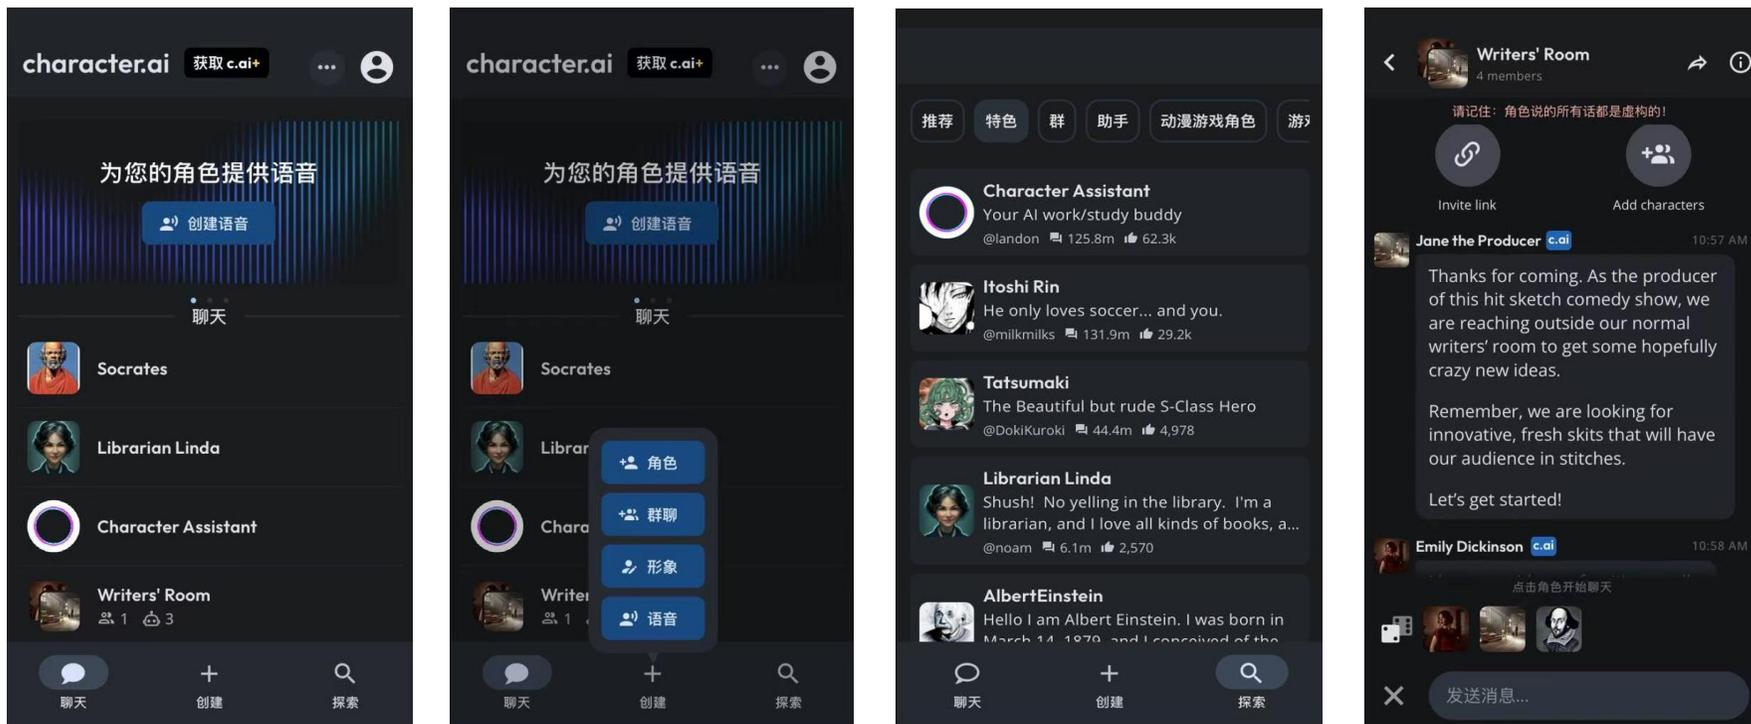 character.ai
获取 c.ai+
为您的角色提供语音
创建语音
聊天
Socrates
Librarian Linda
Character Assistant
Writers' Room
1 3
聊天
创建
探索
character.ai
获取 c.ai+
为您的角色提供语音
创建语音
聊天
Socrates
Librar
Chara
Write
1
角色
群聊
形象
语音
聊天
创建
探索
推荐
特色
群
助手
动漫游戏角色
Character Assistant
Your AI work/study buddy
@landon 125.8m 62.3k
Itoshi Rin
He only loves soccer... and you.
@milkmilks 131.9m 29.2k
Tatsumaki
The Beautiful but rude S-Class Hero
@DokiKuroki 44.4m 4,978
Librarian Linda
Shush! No yelling in the library. I'm a
librarian, and I love all kinds of books, a...
@noam 6.1m 2,570
AlbertEinstein
Hello I am Albert Einstein. I was born in
March 14, 1879, and I conceived of the
聊天
创建
探索
Writers' Room
4 members
请记住：角色说的所有话都是虚构的！
Invite link
Add characters
Jane the Producer c.ai 10:57 AM
Thanks for coming. As the producer
of this hit sketch comedy show, we
are reaching outside our normal
writers’ room to get some hopefully
crazy new ideas.
Remember, we are looking for
innovative, fresh skits that will have
our audience in stitches.
Let’s get started!
Emily Dickinson c.ai 10:58 AM
点击角色开始聊天
发送消息...